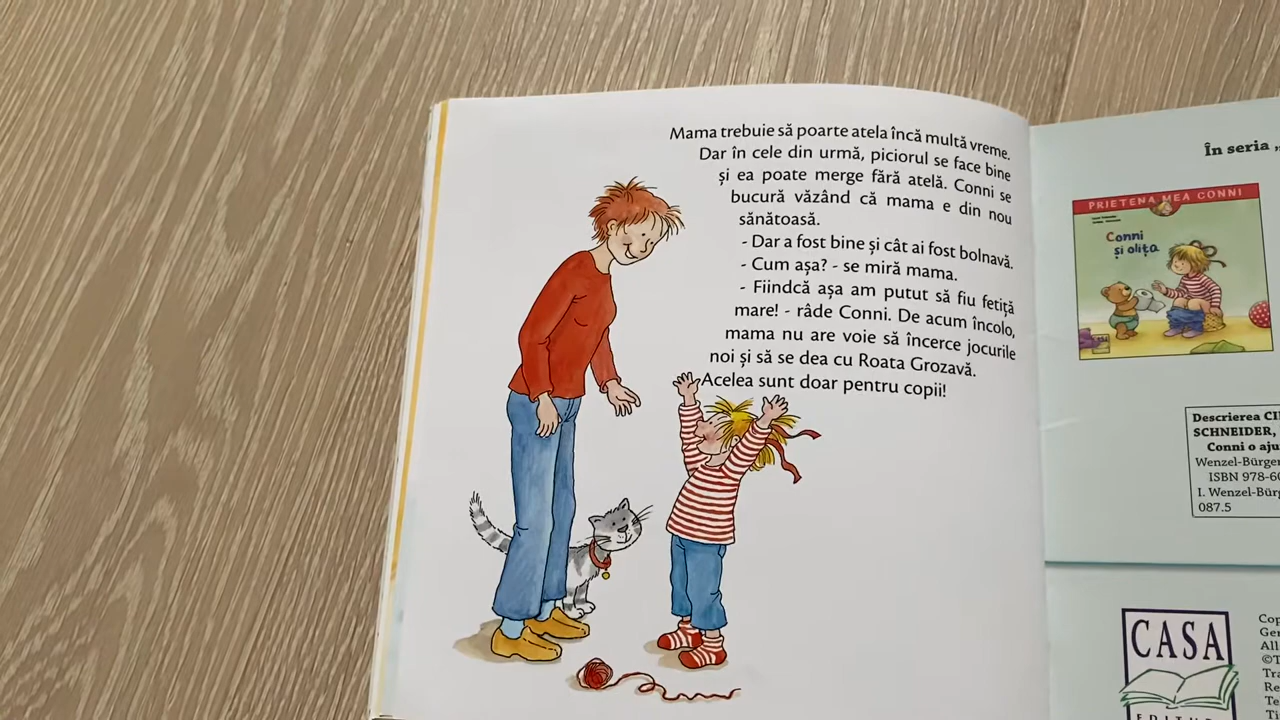 Mama trebuie să poarte atela încă multă vreme.
Dar în cele din urmă, piciorul se face bine
și ea poate merge fără atelă. Conni se
bucură văzând că mama e din nou
sănătoasă.
- Dar a fost bine și cât ai fost bolnavă.
- Cum așa? - se miră mama.
- Fiindcă așa am putut să fiu fetiță
mare! - râde Conni. De acum încolo,
mama nu are voie să încerce jocurile
noi și să se dea cu Roata Grozavă.
Acelea sunt doar pentru copii!
În seria „
PRIETENA MEA CONNI
Conni
și olița
Descrierea CI
SCHNEIDER,
Conni o aju
Wenzel-Bürge
ISBN 978-6
I. Wenzel-Bürg
087.5
CASA